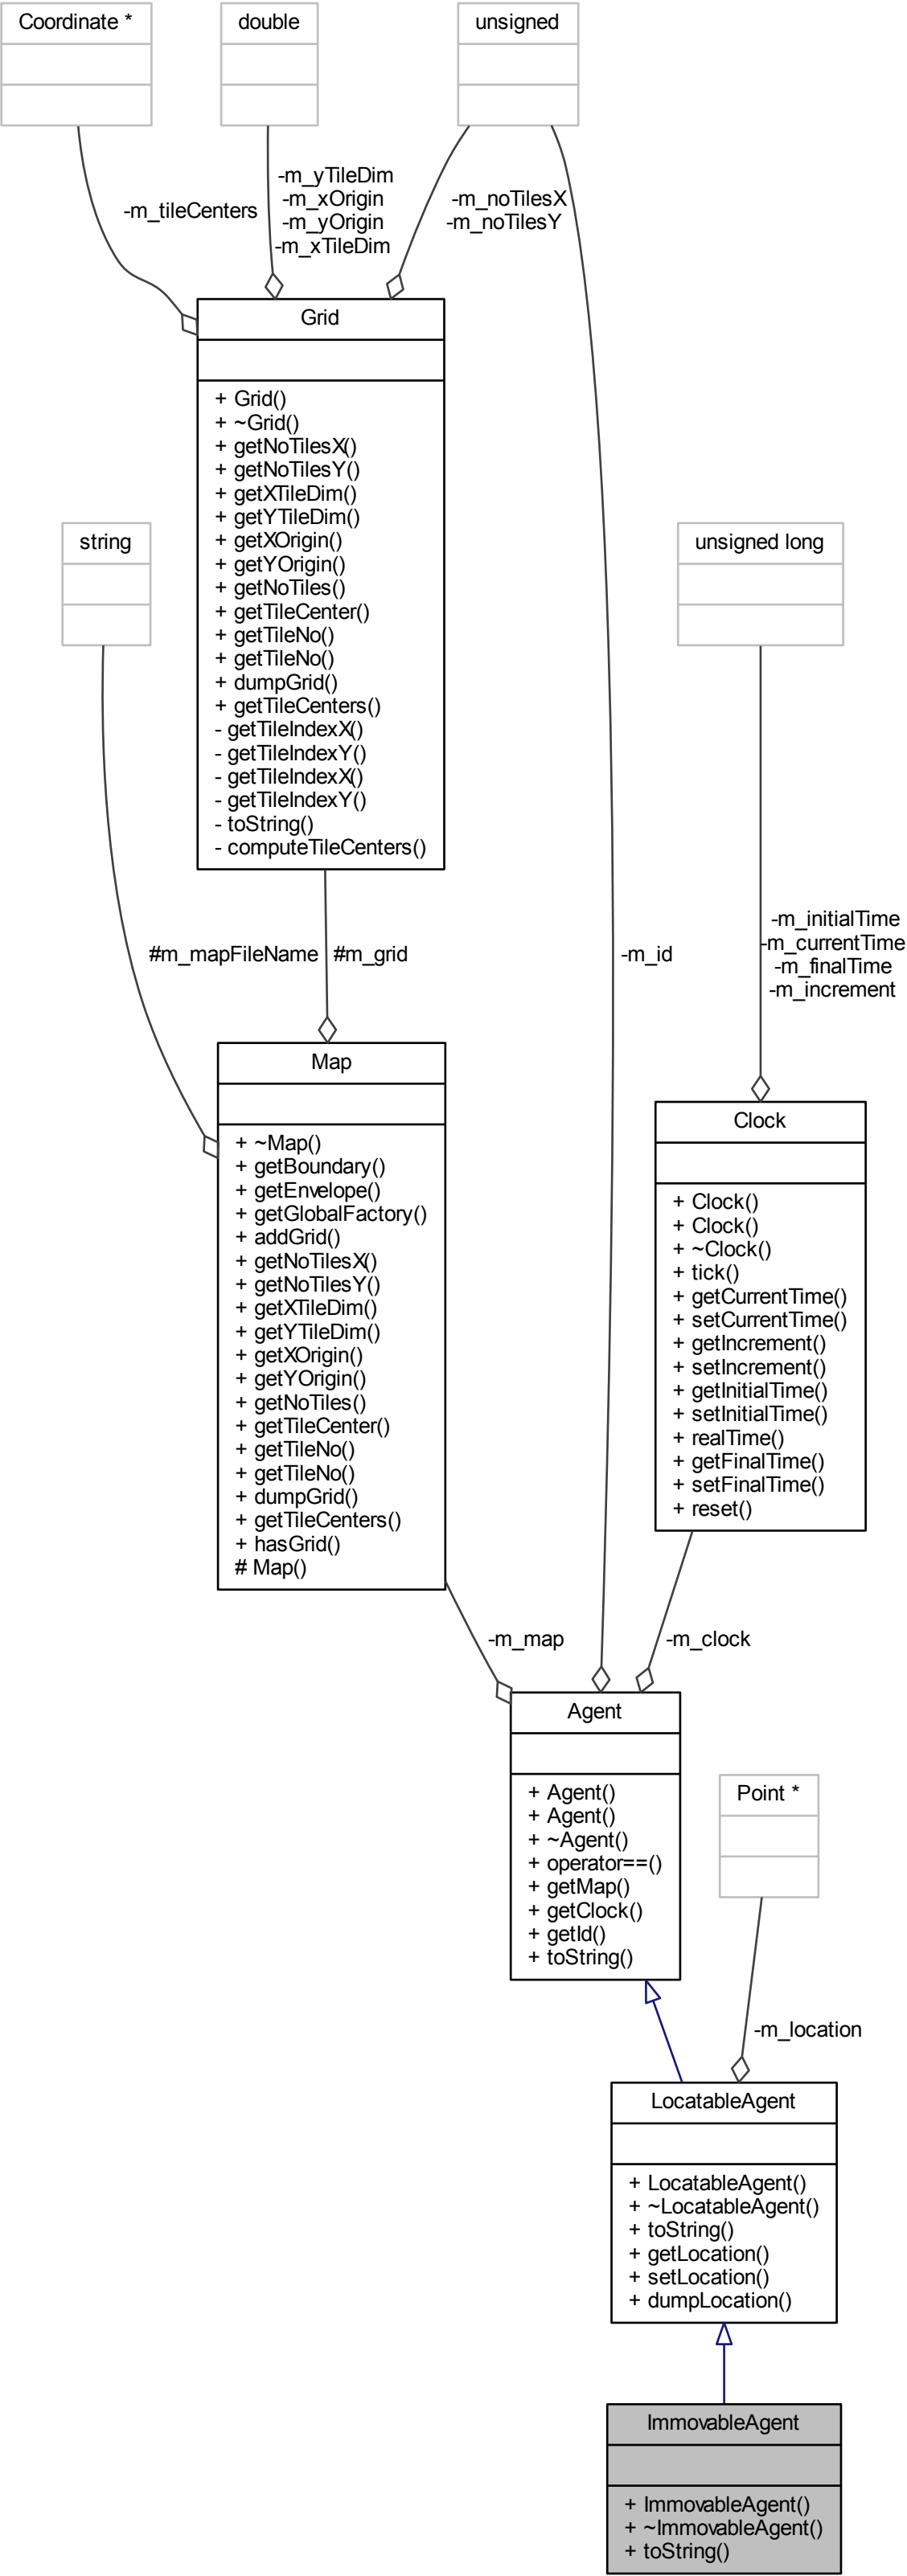 Coordinate *
double
unsigned
-m_tileCenters
-m_yTileDim
-m_xOrigin
-m_yOrigin
-m_xTileDim
-m_noTilesX
-m_noTilesY
Grid
+ Grid()
+ ~Grid()
+ getNoTilesX()
+ getNoTilesY()
+ getXTileDim()
+ getYTileDim()
+ getXOrigin()
+ getYOrigin()
+ getNoTiles()
+ getTileCenter()
+ getTileNo()
+ getTileNo()
+ dumpGrid()
+ getTileCenters()
- getTileIndexX()
- getTileIndexY()
- getTileIndexX()
- getTileIndexY()
- toString()
- computeTileCenters()
string
unsigned long
#m_mapFileName
#m_grid
-m_id
-m_initialTime
-m_currentTime
-m_finalTime
-m_increment
Map
+ ~Map()
+ getBoundary()
+ getEnvelope()
+ getGlobalFactory()
+ addGrid()
+ getNoTilesX()
+ getNoTilesY()
+ getXTileDim()
+ getYTileDim()
+ getXOrigin()
+ getYOrigin()
+ getNoTiles()
+ getTileCenter()
+ getTileNo()
+ getTileNo()
+ dumpGrid()
+ getTileCenters()
+ hasGrid()
# Map()
Clock
+ Clock()
+ Clock()
+ ~Clock()
+ tick()
+ getCurrentTime()
+ setCurrentTime()
+ getIncrement()
+ setIncrement()
+ getInitialTime()
+ setInitialTime()
+ realTime()
+ getFinalTime()
+ setFinalTime()
+ reset()
-m_map
-m_clock
Agent
+ Agent()
+ Agent()
+ ~Agent()
+ operator==()
+ getMap()
+ getClock()
+ getId()
+ toString()
Point *
-m_location
LocatableAgent
+ LocatableAgent()
+ ~LocatableAgent()
+ toString()
+ getLocation()
+ setLocation()
+ dumpLocation()
ImmovableAgent
+ ImmovableAgent()
+ ~ImmovableAgent()
+ toString()